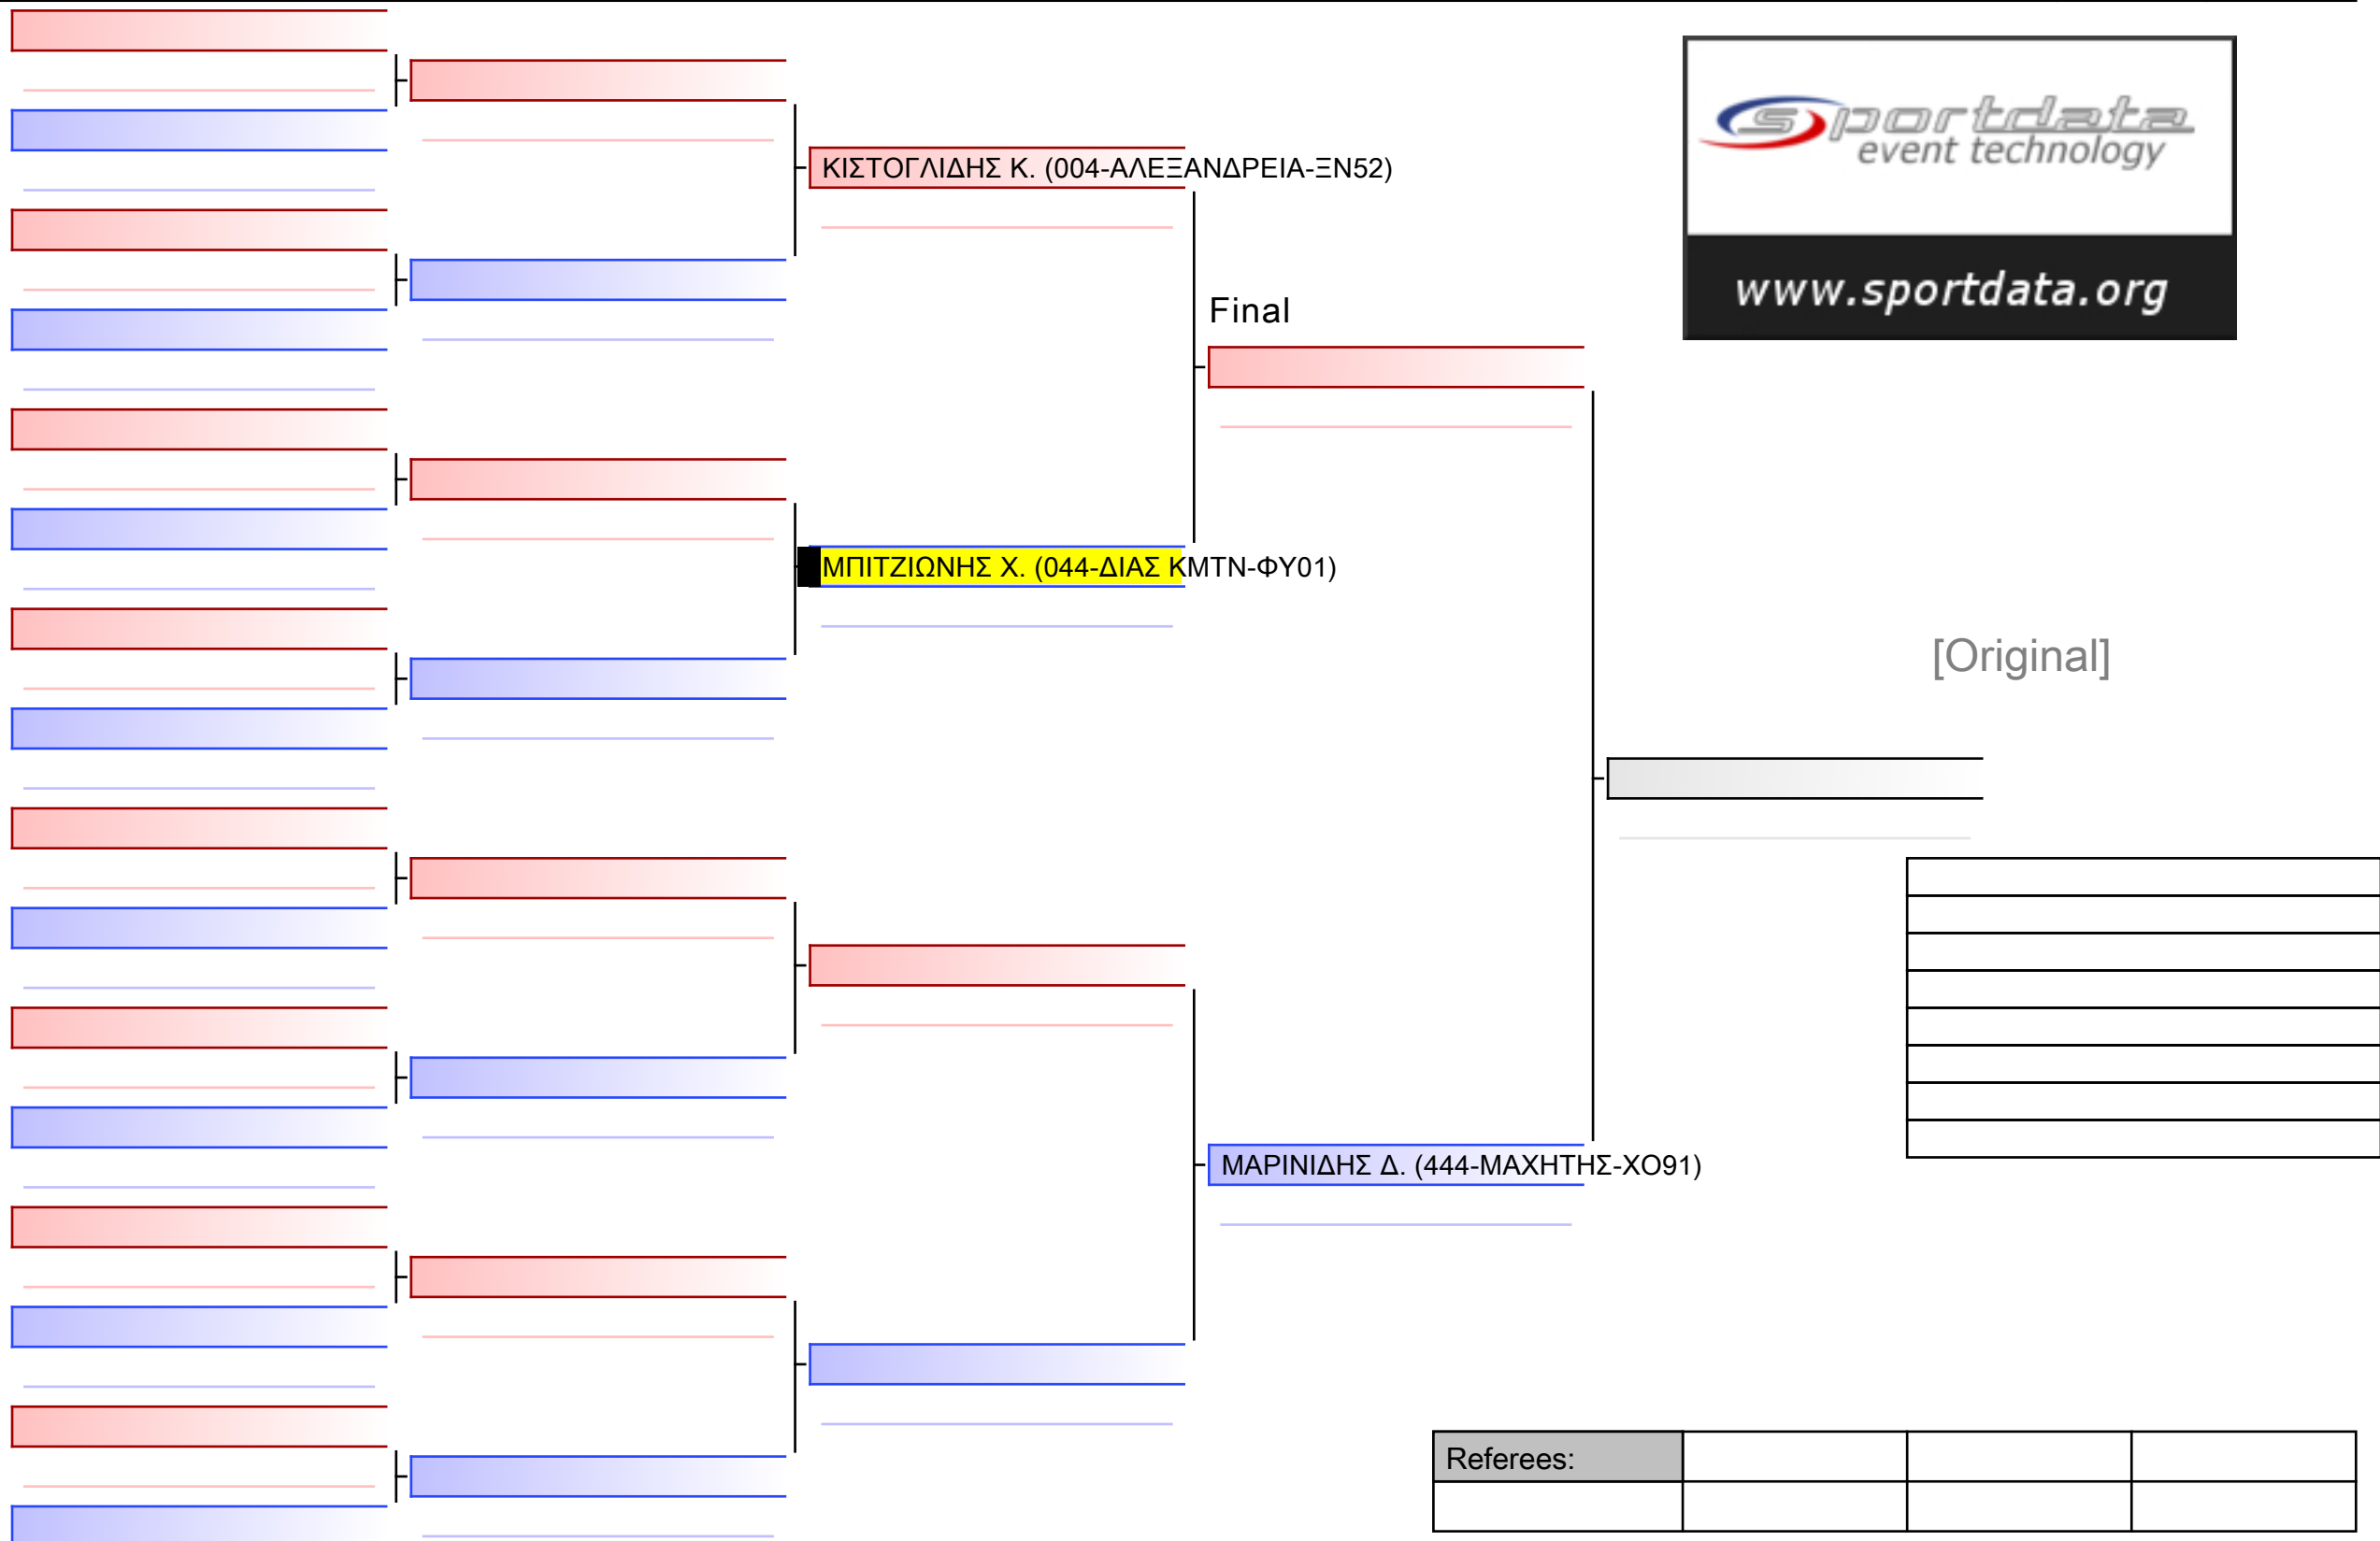 sportdata
event technology
www.sportdata.org
ΚΙΣΤΟΓΛΙΔΗΣ Κ. (004-ΑΛΕΞΑΝΔΡΕΙΑ-ΞΝ52)
Final
ΜΠΙΤΖΙΩΝΗΣ Χ. (044-ΔΙΑΣ ΚΜΤΝ-ΦΥ01)
[Original]
ΜΑΡΙΝΙΔΗΣ Δ. (444-ΜΑΧΗΤΗΣ-ΧΟ91)
Referees: